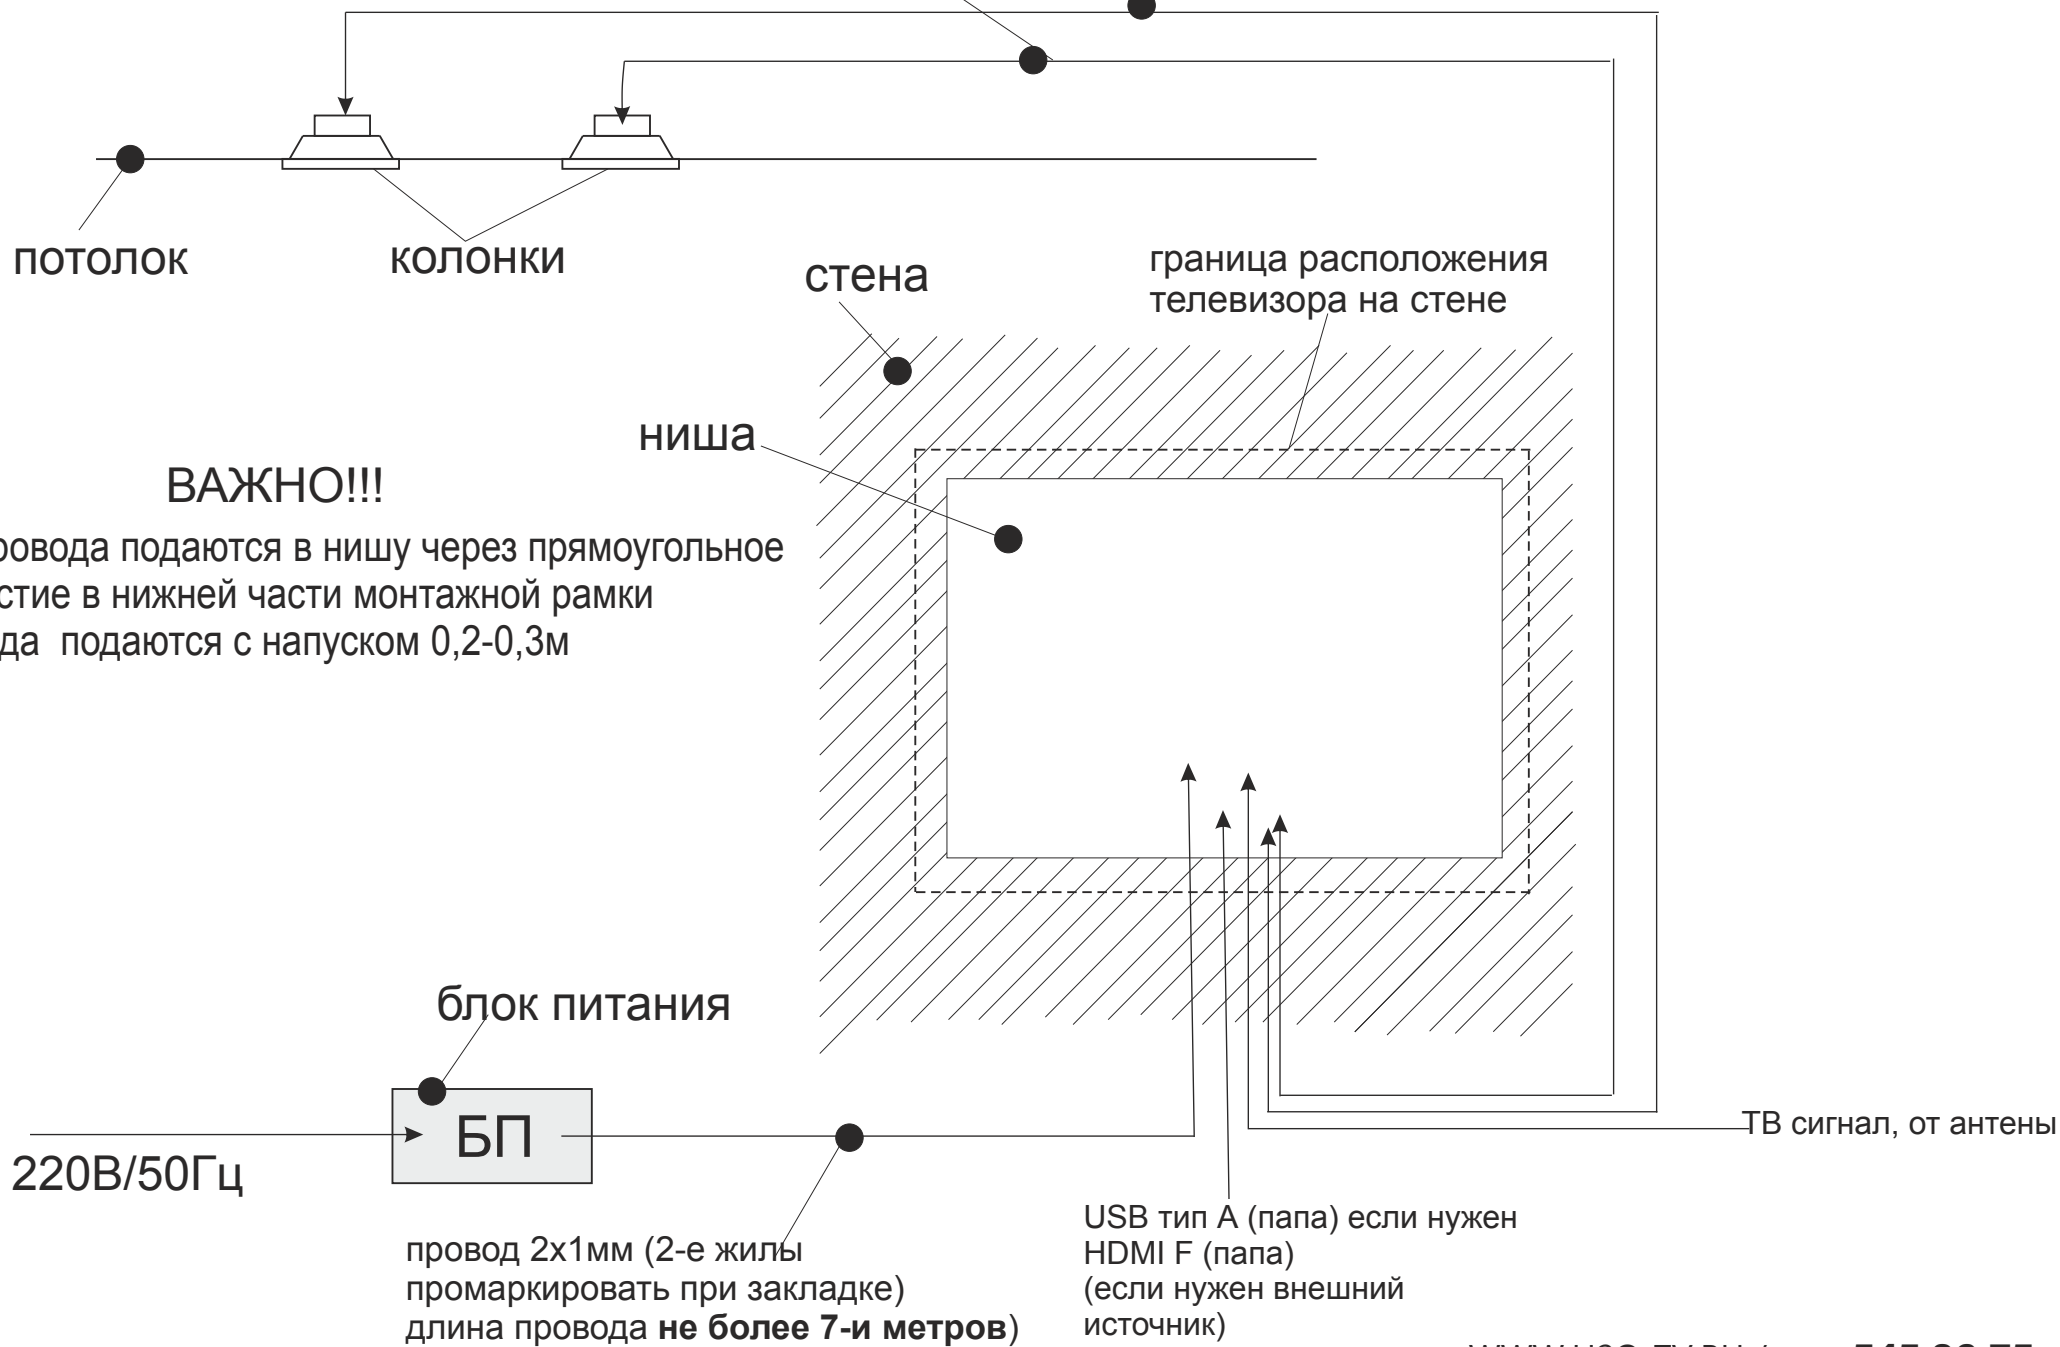 потолок
колонки
стена
граница расположения
телевизора на стене
ниша
ВАЖНО!!!
подаются в нишу через прямоугольное
в нижней части монтажной рамки
подаются с напуском 0,2-0,3м
блок питания
БП
220В/50Гц
ТВ сигнал, от антены
провод 2х1мм (2-е жилы
промаркировать при закладке)
длина провода не более 7-и метров)
USB тип А (папа) если нужен
HDMI F (папа)
(если нужен внешний
источник)